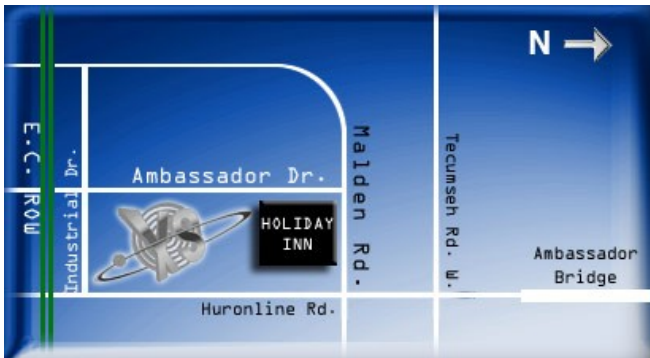 N
E.C. ROW
Industrial Dr.
Ambassador Dr.
Malden Rd.
Tecumseh Rd. W.
HOLIDAY
INN
Ambassador
Bridge
Huronline Rd.